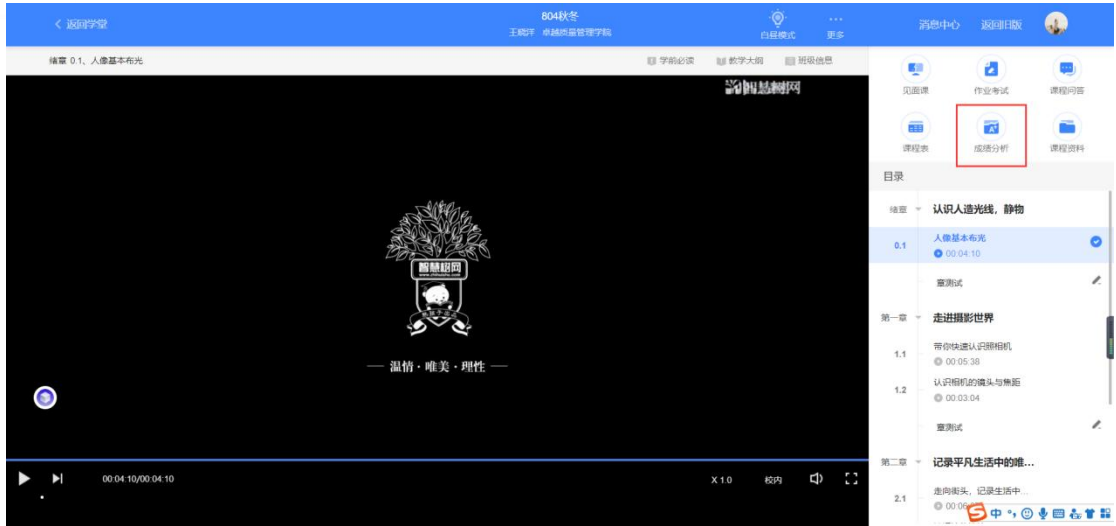 < 返回学堂
804秋冬
王晓洋 卓越质量管理学院
白昼模式
更多
消息中心
返回旧版
绪章 0.1、人像基本布光
学前必读
教学大纲
班级信息
智慧树网
见面课
作业考试
课程问答
课程表
成绩分析
课程资料
目录
绪章 认识人造光线，静物
0.1 人像基本布光
00:04:10
章测试
第一章 走进摄影世界
1.1 带你快速认识照相机
00:05:38
1.2 认识相机的镜头与焦距
00:03:04
章测试
第二章 记录平凡生活中的唯...
2.1 走向街头，记录生活中...
智慧树网
www.zhihuishu.com
— 温情·唯美·理性 —
00:04:10/00:04:10
X 1.0
校内
中